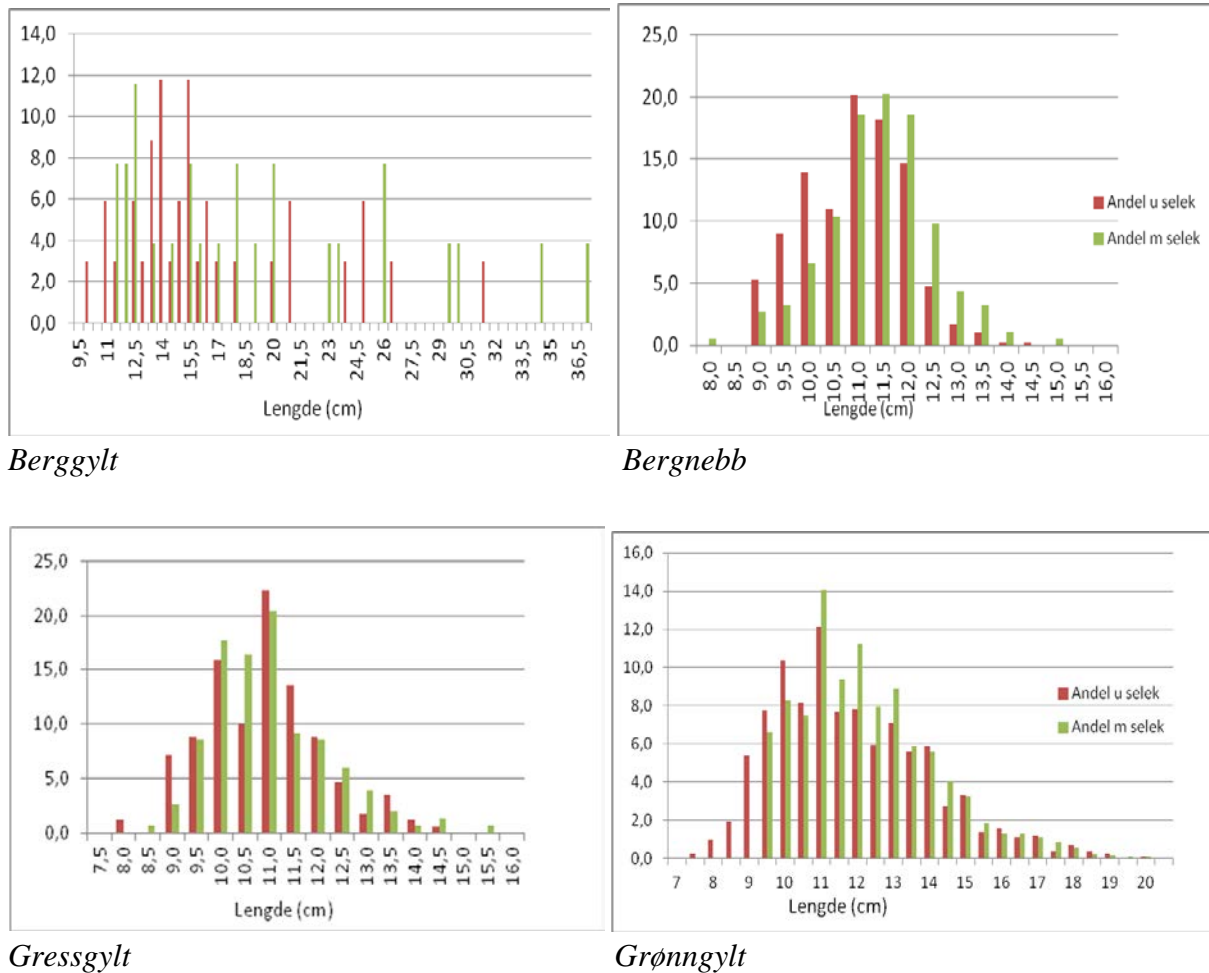 14,0
12,0
10,0
8,0
6,0
4,0
2,0
0,0
9,5 11 12,5 14 15,5 17 18,5 20 21,5 23 24,5 26 27,5 29 30,5 32 33,5 35 36,5
Lengde (cm)
Berggylt
25,0
20,0
15,0
10,0
5,0
0,0
8,0 8,5 9,0 9,5 10,0 10,5 11,0 11,5 12,0 12,5 13,0 13,5 14,0 14,5 15,0 15,5 16,0
Lengde (cm)
Andel u selek
Andel m selek
Bergnebb
25,0
20,0
15,0
10,0
5,0
0,0
7,5 8,0 8,5 9,0 9,5 10,0 10,5 11,0 11,5 12,0 12,5 13,0 13,5 14,0 14,5 15,5 16,0
Lengde (cm)
Gressgylt
16,0
14,0
12,0
10,0
8,0
6,0
4,0
2,0
0,0
7 8 9 10 11 12 13 14 15 16 17 18 19 20
Lengde (cm)
Andel u selek
Andel m selek
Grønngylt